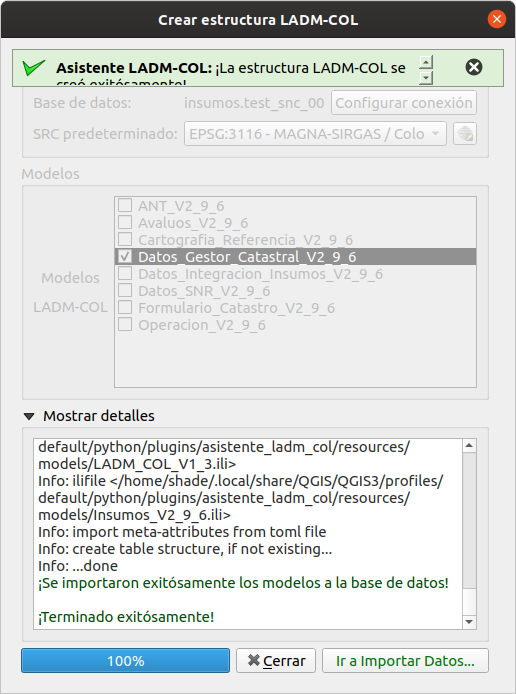 Crear estructura LADM-COL
Asistente LADM-COL: ¡La estructura LADM-COL se
creó exitósamente!
Base de datos: insumos.test_snc_00 Configurar conexión
SRC predeterminado: EPSG:3116 - MAGNA-SIRGAS / Colo
Modelos
ANT_V2_9_6
Avaluos_V2_9_6
Cartografia_Referencia_V2_9_6
Datos_Gestor_Catastral_V2_9_6
Modelos
LADM-COL
Datos_Integracion_Insumos_V2_9_6
Datos_SNR_V2_9_6
Formulario_Catastro_V2_9_6
Operacion_V2_9_6
Mostrar detalles
default/python/plugins/asistente_ladm_col/resources/
models/LADM_COL_V1_3.ili>
Info: ilifile </home/shade/.local/share/QGIS/QGIS3/profiles/
default/python/plugins/asistente_ladm_col/resources/
models/Insumos_V2_9_6.ili>
Info: import meta-attributes from toml file
Info: create table structure, if not existing...
Info: ...done
¡Se importaron exitósamente los modelos a la base de datos!
¡Terminado exitósamente!
100% Cerrar Ir a Importar Datos...